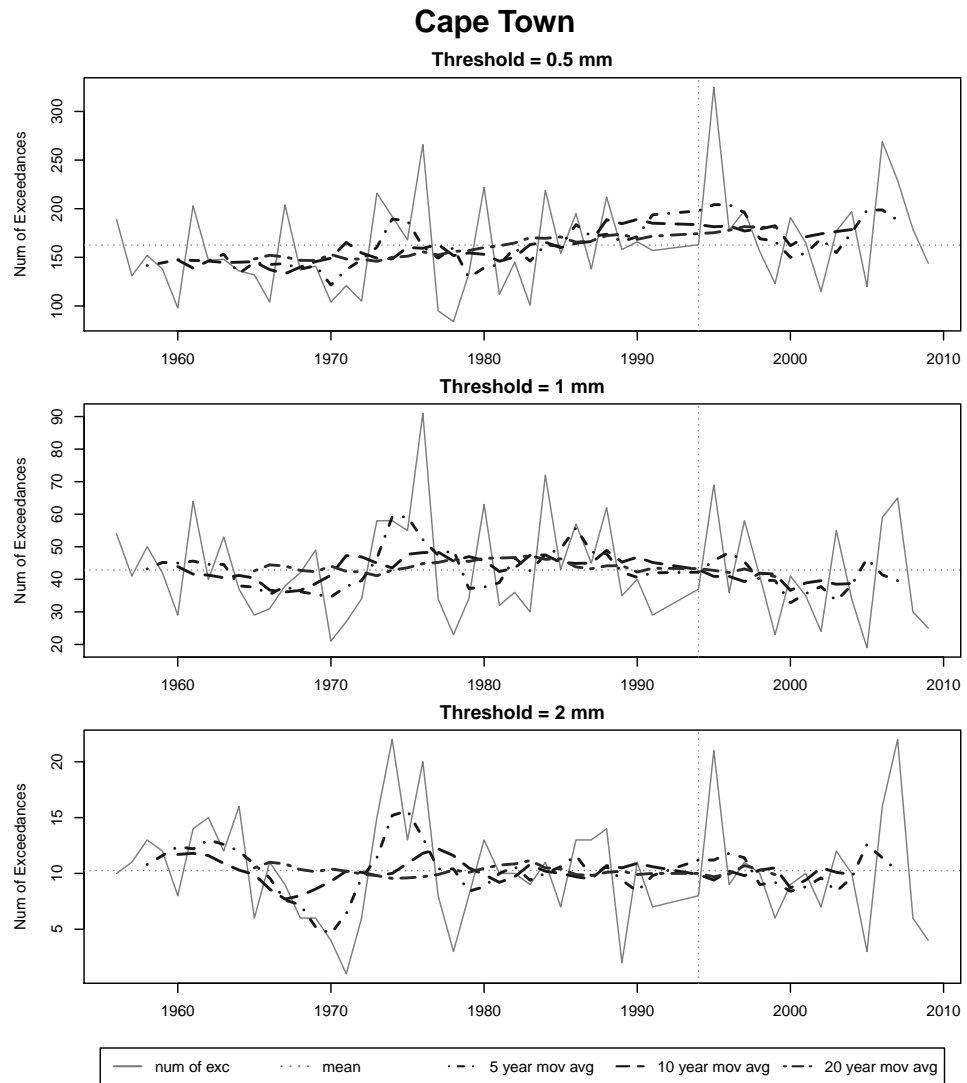 Cape Town
Threshold = 0.5 mm
Num of Exceedances
100 150 200 250 300
1960 1970 1980 1990 2000 2010
Threshold = 1 mm
Num of Exceedances
20 30 40 50 60 70 80 90
1960 1970 1980 1990 2000 2010
Threshold = 2 mm
Num of Exceedances
5 10 15 20
1960 1970 1980 1990 2000 2010
num of exc mean 5 year mov avg 10 year mov avg 20 year mov avg